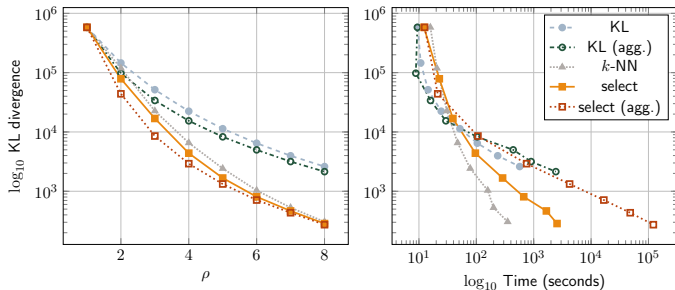 10^6
10^5
10^4
10^3
log_10 KL divergence
2 4 6 8
ρ
10^6
10^5
10^4
10^3
10^1 10^2 10^3 10^4 10^5
log_10 Time (seconds)
KL
KL (agg.)
k-NN
select
select (agg.)